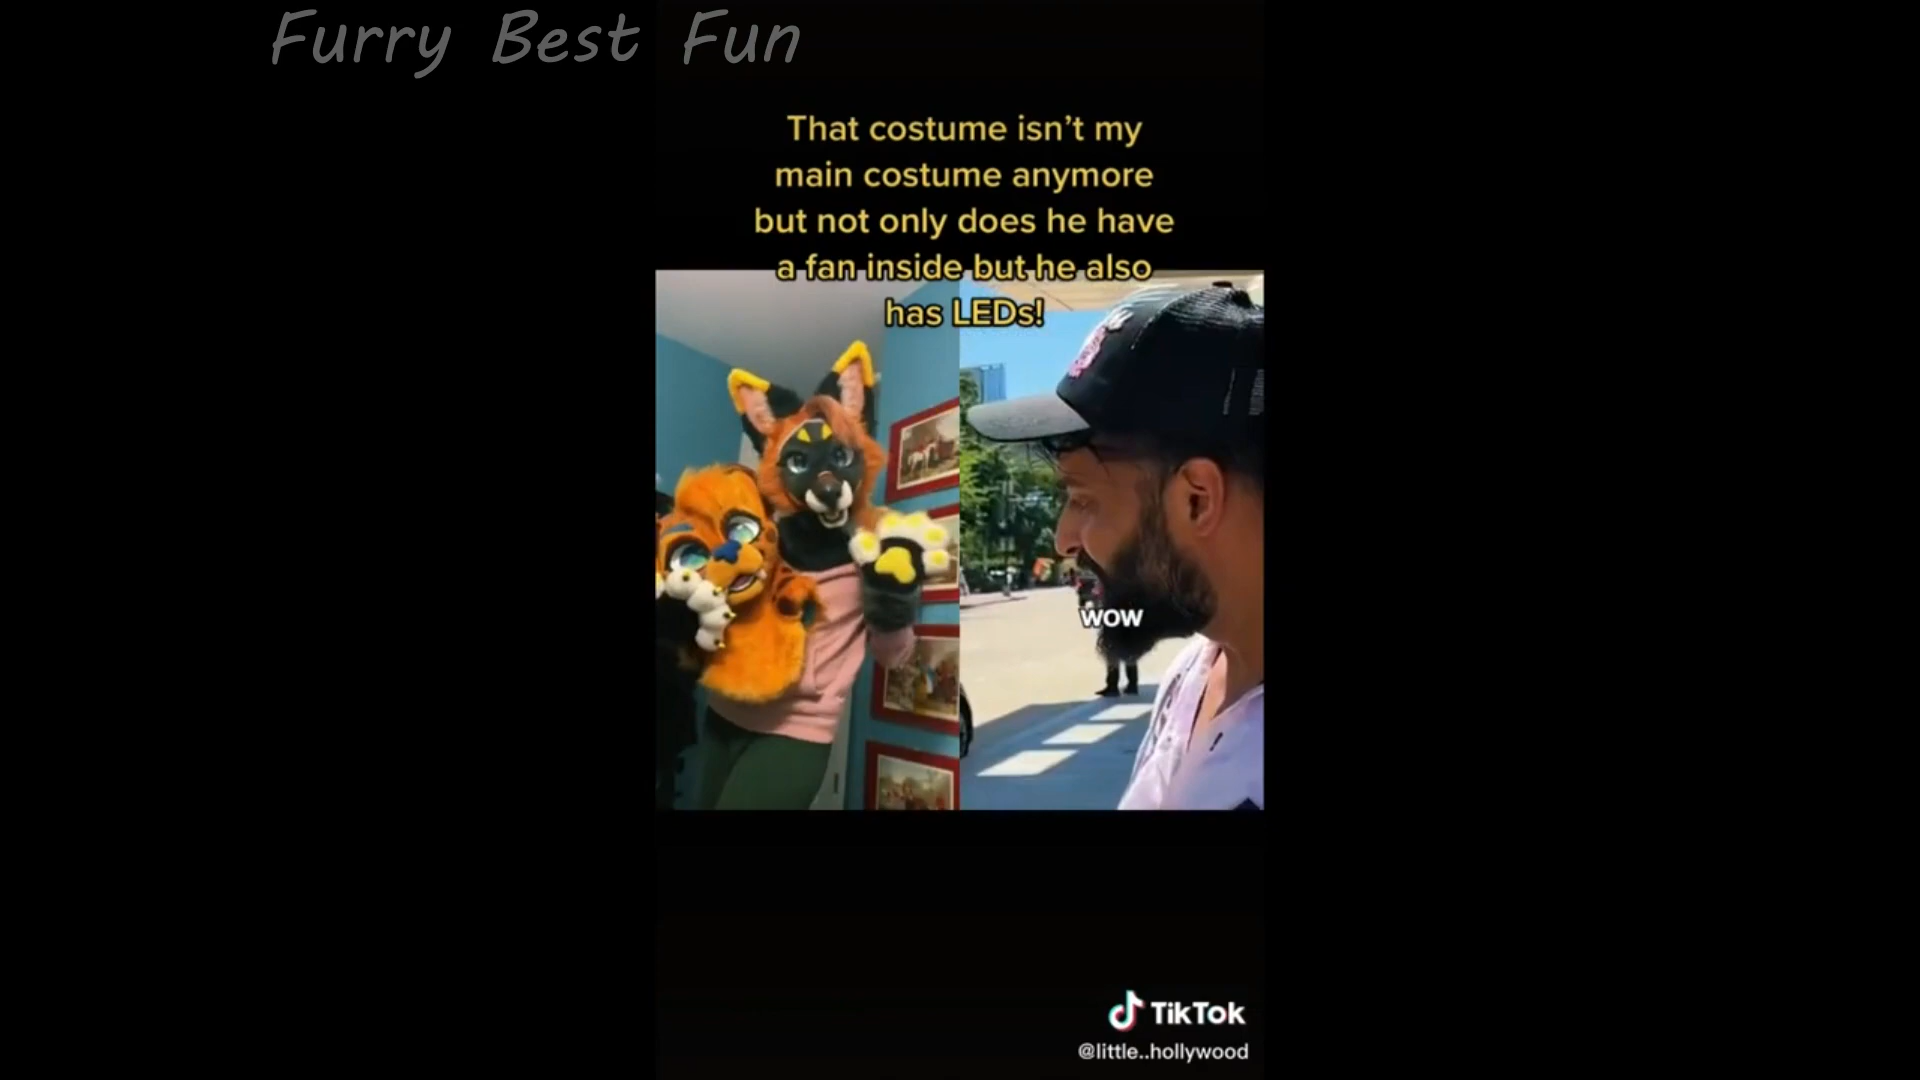 Furry Best Fun
That costume isn't my
main costume anymore
but not only does he have
a fan inside but he also
has LEDs!
wow
TikTok
@little..hollywood